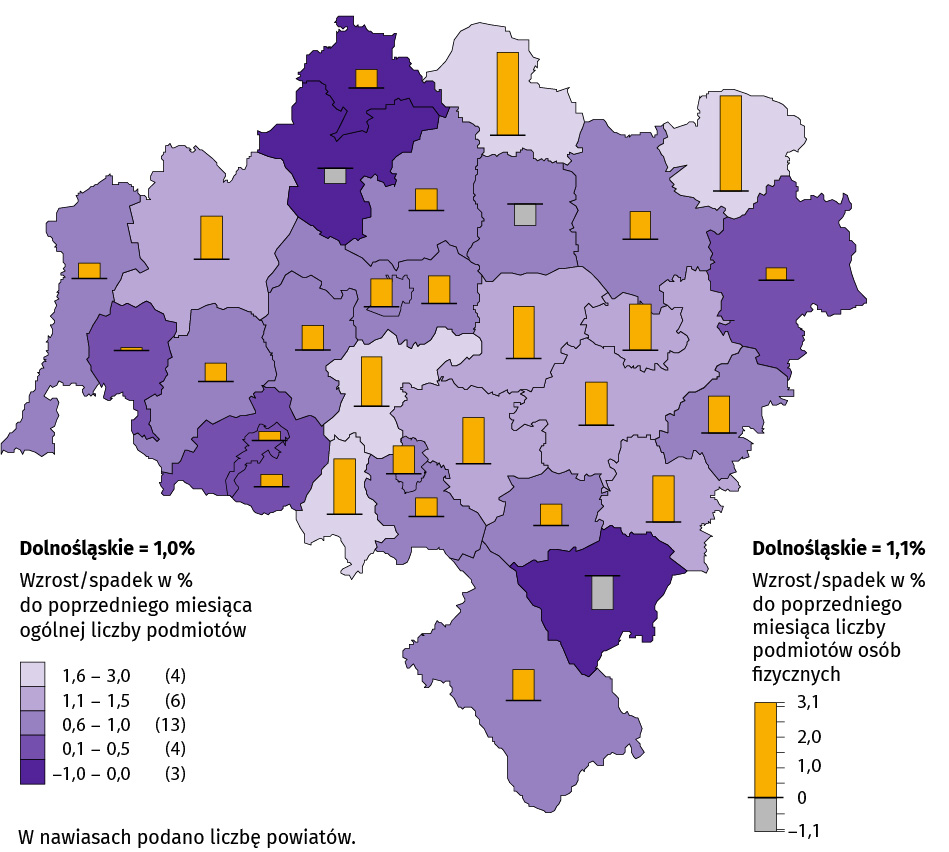 Dolnośląskie = 1,0%
Wzrost/spadek w %
do poprzedniego miesiąca
ogólnej liczby podmiotów
1,6 – 3,0 (4)
1,1 – 1,5 (6)
0,6 – 1,0 (13)
0,1 – 0,5 (4)
–1,0 – 0,0 (3)
W nawiasach podano liczbę powiatów.
Dolnośląskie = 1,1%
Wzrost/spadek w %
do poprzedniego
miesiąca liczby
podmiotów osób
fizycznych
3,1
2,0
1,0
0
–1,1